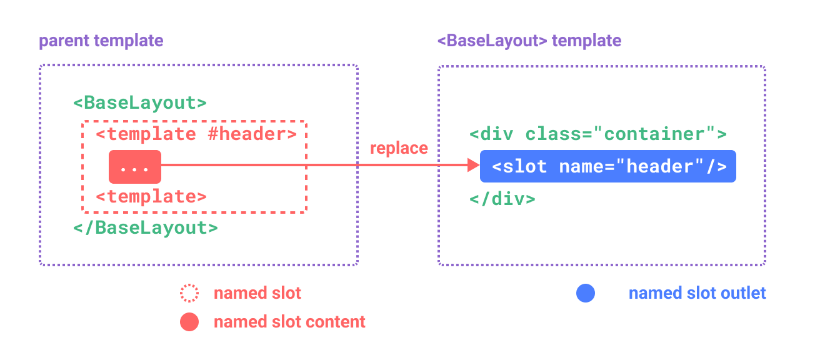 parent template
<BaseLayout>
<template #header>
...
<template>
</BaseLayout>
replace
<BaseLayout> template
<div class="container">
<slot name="header"/>
</div>
named slot
named slot content
named slot outlet